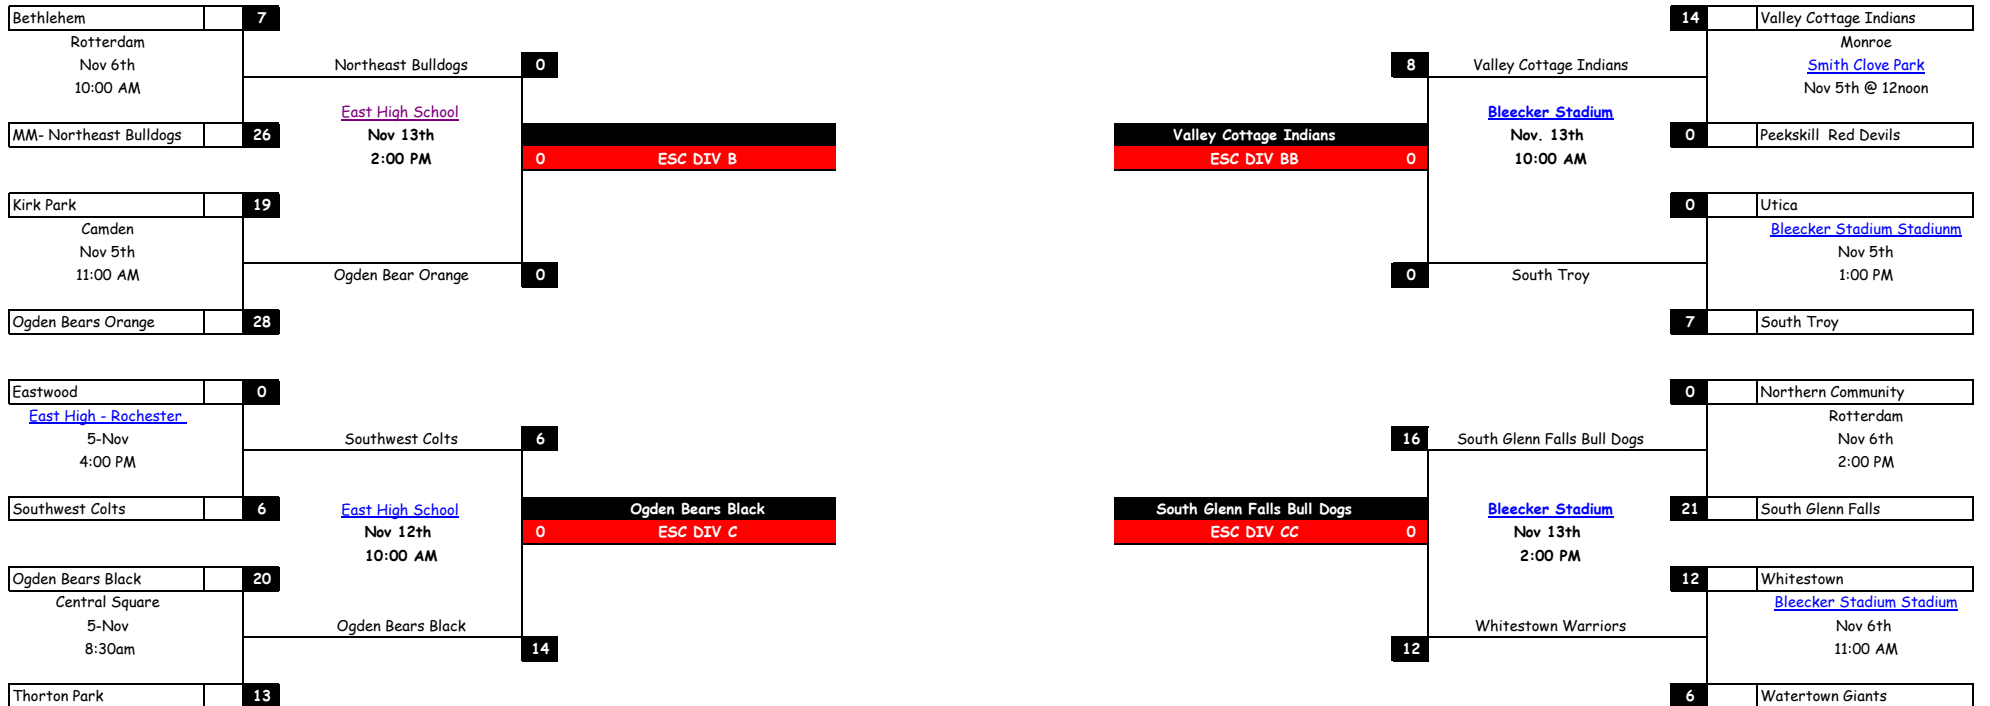 Bethlehem 7
Rotterdam
Nov 6th
10:00 AM
MM- Northeast Bulldogs 26
Northeast Bulldogs 0
East High School
Nov 13th
2:00 PM
0 ESC DIV B
Kirk Park 19
Camden
Nov 5th
11:00 AM
Ogden Bears Orange 28
Ogden Bear Orange 0
Eastwood 0
East High - Rochester
5-Nov
4:00 PM
Southwest Colts 6
Southwest Colts 6
East High School
Nov 12th
10:00 AM
Ogden Bears Black
0 ESC DIV C
Ogden Bears Black 20
Central Square
5-Nov
8:30am
Thorton Park 13
Ogden Bears Black
14
14 Valley Cottage Indians
Monroe
Smith Clove Park
Nov 5th @ 12noon
0 Peekskill Red Devils
8 Valley Cottage Indians
Bleecker Stadium
Nov. 13th
10:00 AM
Valley Cottage Indians
ESC DIV BB 0
0 Utica
Bleecker Stadium Stadiunm
Nov 5th
1:00 PM
7 South Troy
0 South Troy
0 Northern Community
Rotterdam
Nov 6th
2:00 PM
21 South Glenn Falls
16 South Glenn Falls Bull Dogs
Bleecker Stadium
Nov 13th
2:00 PM
South Glenn Falls Bull Dogs
ESC DIV CC 0
12 Whitestown
Bleecker Stadium Stadium
Nov 6th
11:00 AM
6 Watertown Giants
Whitestown Warriors
12